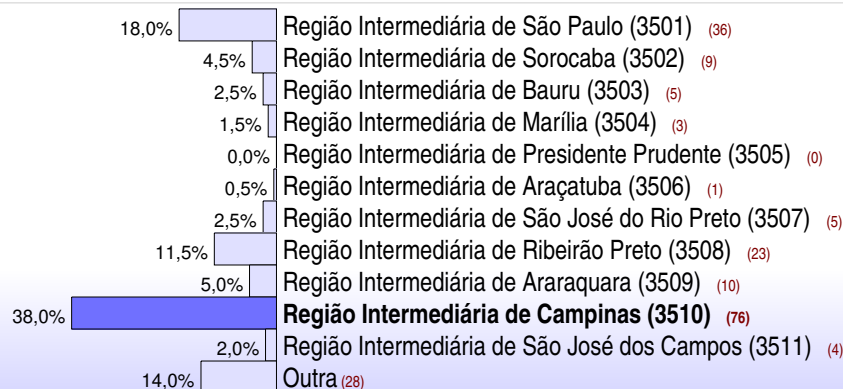 18,0% Região Intermediária de São Paulo (3501) (36)
4,5% Região Intermediária de Sorocaba (3502) (9)
2,5% Região Intermediária de Bauru (3503) (5)
1,5% Região Intermediária de Marília (3504) (3)
0,0% Região Intermediária de Presidente Prudente (3505) (0)
0,5% Região Intermediária de Araçatuba (3506) (1)
2,5% Região Intermediária de São José do Rio Preto (3507) (5)
11,5% Região Intermediária de Ribeirão Preto (3508) (23)
5,0% Região Intermediária de Araraquara (3509) (10)
38,0% Região Intermediária de Campinas (3510) (76)
2,0% Região Intermediária de São José dos Campos (3511) (4)
14,0% Outra (28)